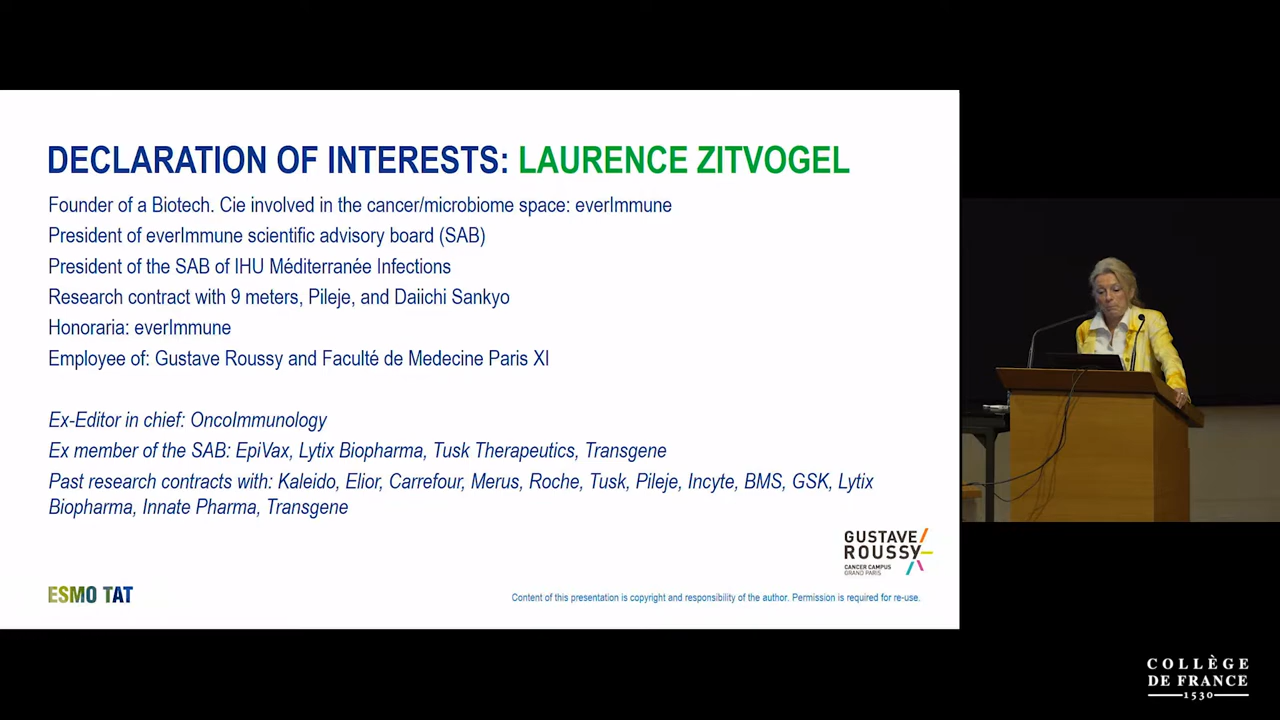 DECLARATION OF INTERESTS: LAURENCE ZITVOGEL
Founder of a Biotech. Cie involved in the cancer/microbiome space: everImmune
President of everImmune scientific advisory board (SAB)
President of the SAB of IHU Méditerranée Infections
Research contract with 9 meters, Pileje, and Daiichi Sankyo
Honoraria: everImmune
Employee of: Gustave Roussy and Faculté de Medecine Paris XI
Ex-Editor in chief: OncoImmunology
Ex member of the SAB: EpiVax, Lytix Biopharma, Tusk Therapeutics, Transgene
Past research contracts with: Kaleido, Elior, Carrefour, Merus, Roche, Tusk, Pileje, Incyte, BMS, GSK, Lytix
Biopharma, Innate Pharma, Transgene
GUSTAVE
ROUSSY
CANCER CAMPUS
GRAND PARIS
ESMO TAT
Content of this presentation is copyright and responsibility of the author. Permission is required for re-use.
COLLÈGE
DE FRANCE
1530